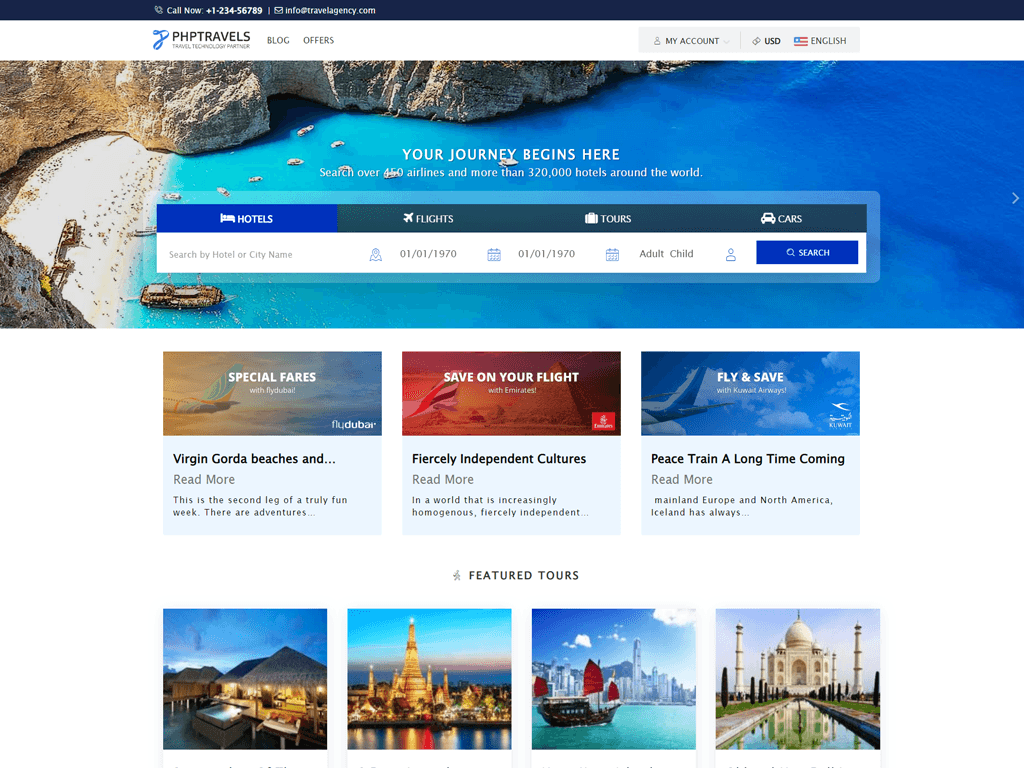 Call Now: +1-234-56789 | info@travelagency.com
PHPTRAVELS
TRAVEL TECHNOLOGY PARTNER
BLOG OFFERS
MY ACCOUNT USD ENGLISH
YOUR JOURNEY BEGINS HERE
Search over 450 airlines and more than 320,000 hotels around the world.
HOTELS FLIGHTS TOURS CARS
Search by Hotel or City Name 01/01/1970 01/01/1970 Adult Child SEARCH
SPECIAL FARES
with flydubai!
flydubai
SAVE ON YOUR FLIGHT
with Emirates!
Emirates
FLY & SAVE
with Kuwait Airways!
KUWAIT
Virgin Gorda beaches and...
Read More
This is the second leg of a truly fun
week. There are adventures...
Fiercely Independent Cultures
Read More
In a world that is increasingly
homogenous, fiercely independent...
Peace Train A Long Time Coming
Read More
mainland Europe and North America,
Iceland has always...
FEATURED TOURS